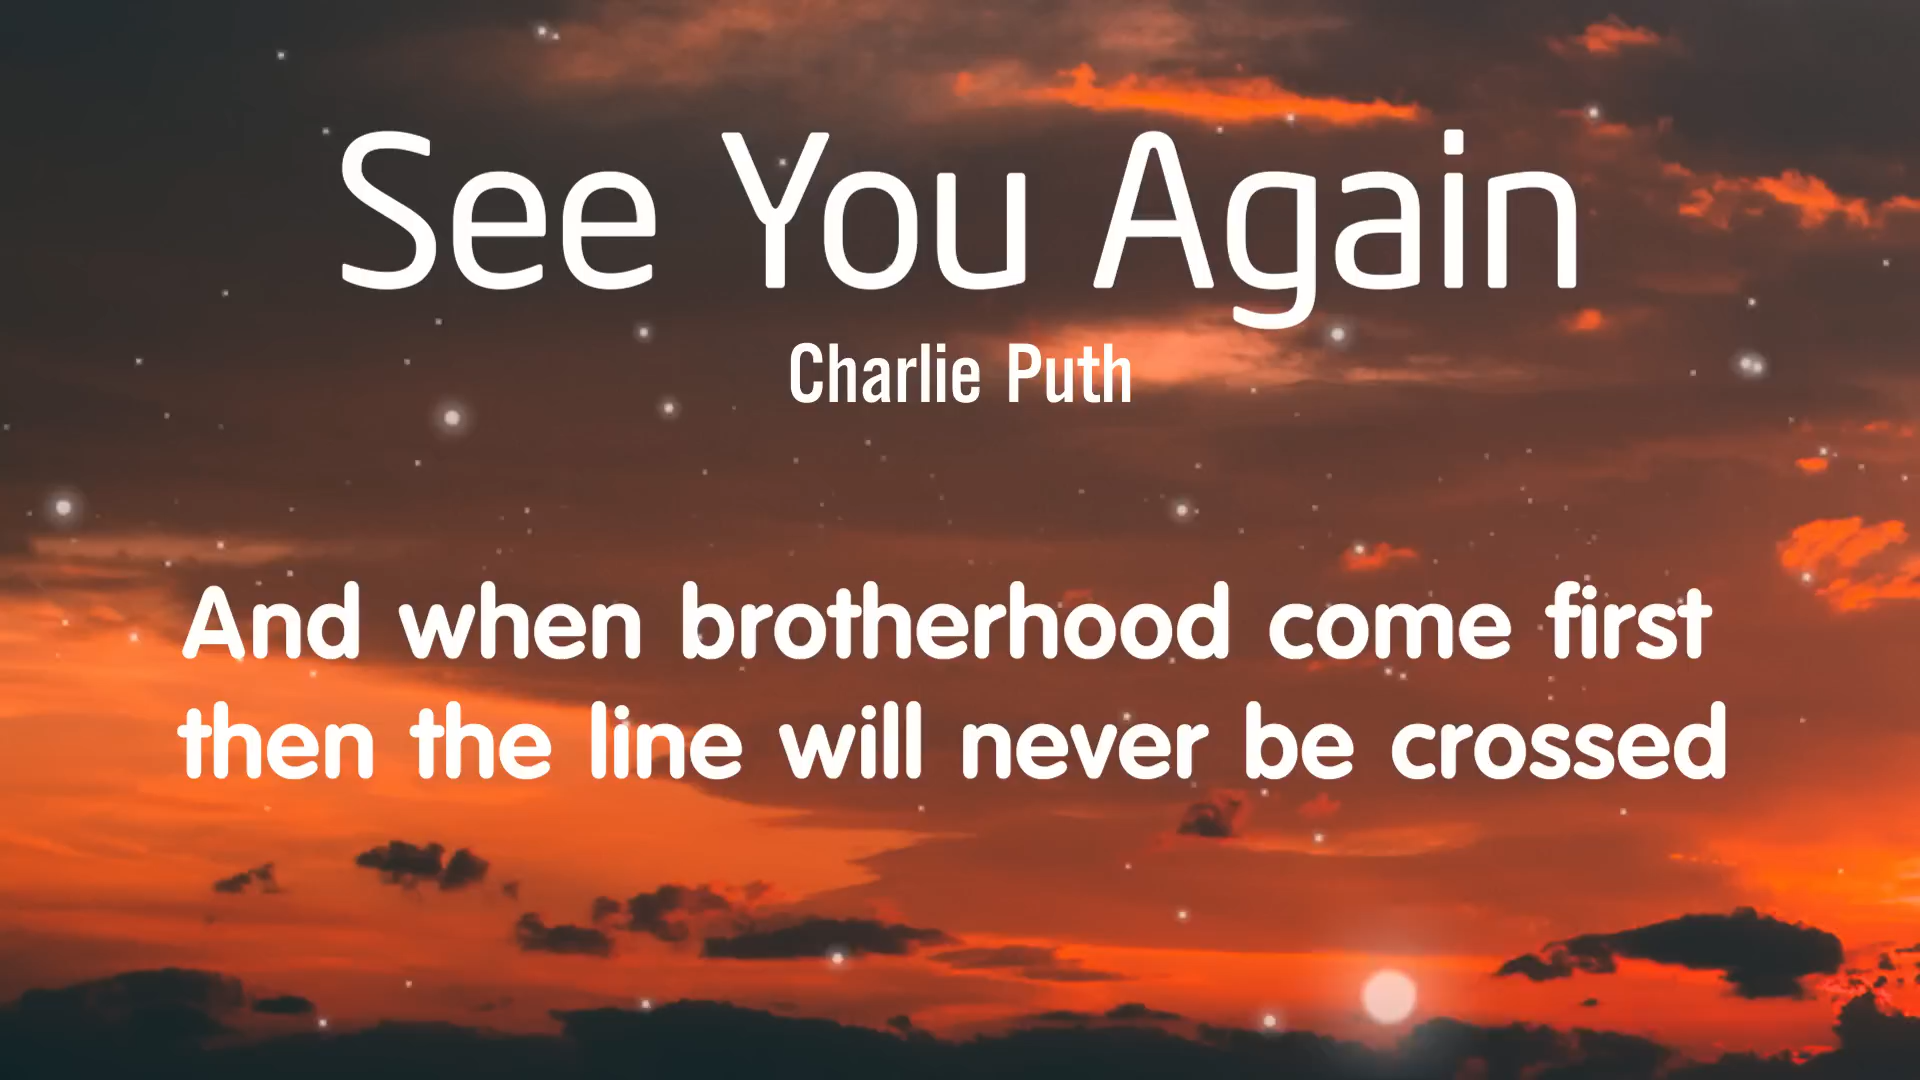 See You Again
Charlie Puth
And when brotherhood come first
then the line will never be crossed